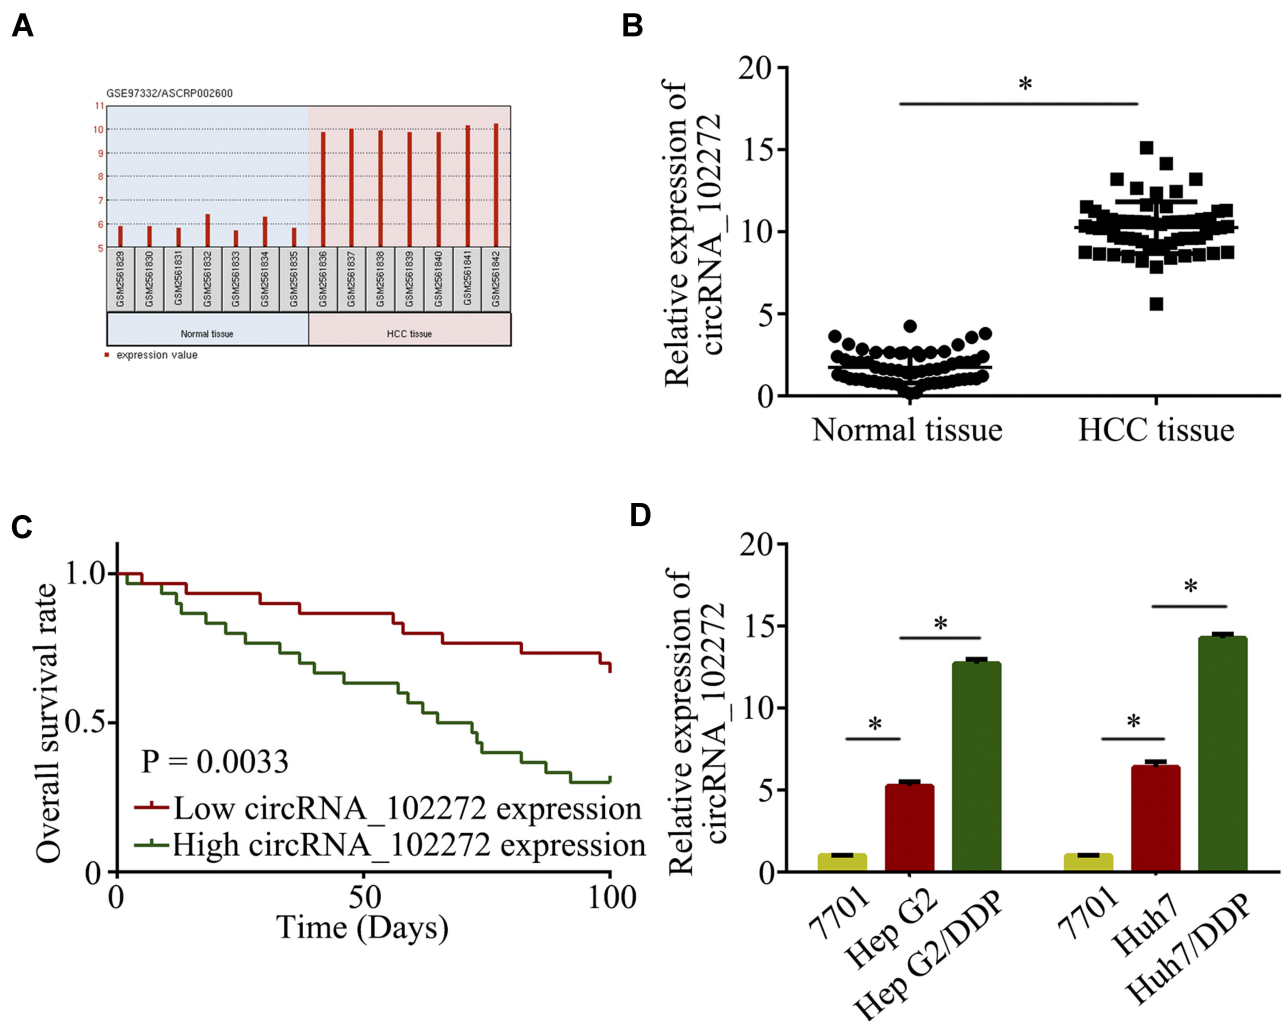 A
GSE97332/ASCRP002600
11
10
9
8
7
6
5
GSM2561829
GSM2561830
GSM2561831
GSM2561832
GSM2561833
GSM2561834
GSM2561835
GSM2561836
GSM2561837
GSM2561838
GSM2561839
GSM2561840
GSM2561841
GSM2561842
Normal tissue
HCC tissue
expression value
B
Relative expression of
circRNA_102272
20
15
10
5
0
*
Normal tissue
HCC tissue
C
Overall survival rate
1.0
0.5
0
P = 0.0033
Low circRNA_102272 expression
High circRNA_102272 expression
0
50
100
Time (Days)
D
Relative expression of
circRNA_102272
20
15
10
5
0
*
*
*
*
7701
Hep G2
Hep G2/DDP
7701
Huh7
Huh7/DDP